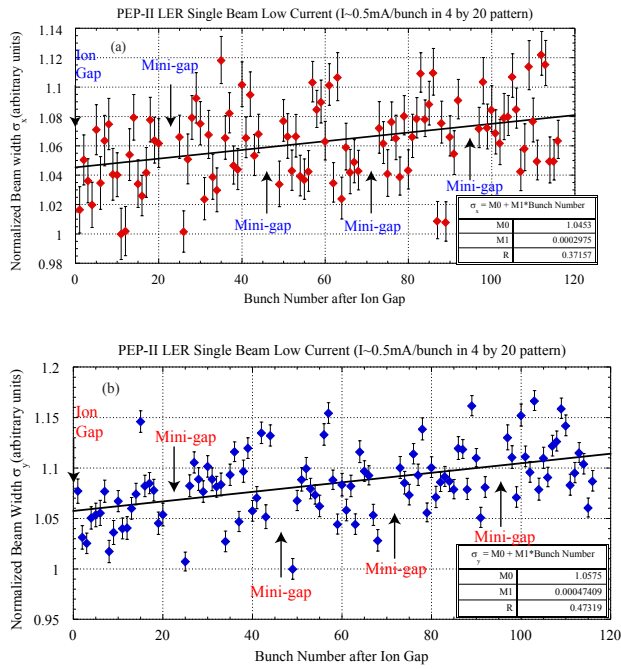 PEP-II LER Single Beam Low Current (I~0.5mA/bunch in 4 by 20 pattern)
1.14
1.12
1.1
1.08
1.06
1.04
1.02
1
0.98
Normalized Beam width σx(arbitrary units)
(a)
Ion
Gap
Mini-gap
Mini-gap
Mini-gap
Mini-gap
σx = M0 + M1*Bunch Number
M0 1.0453
M1 0.0002975
R 0.37157
0 20 40 60 80 100 120
Bunch Number after Ion Gap
PEP-II LER Single Beam Low Current (I~0.5mA/bunch in 4 by 20 pattern)
1.2
1.15
1.1
1.05
1
0.95
Normalized Beam Width σy(arbitrary units)
(b)
Ion
Gap
Mini-gap
Mini-gap
Mini-gap
Mini-gap
σy = M0 + M1*Bunch Number
M0 1.0575
M1 0.00047409
R 0.47319
0 20 40 60 80 100 120
Bunch Number after Ion Gap